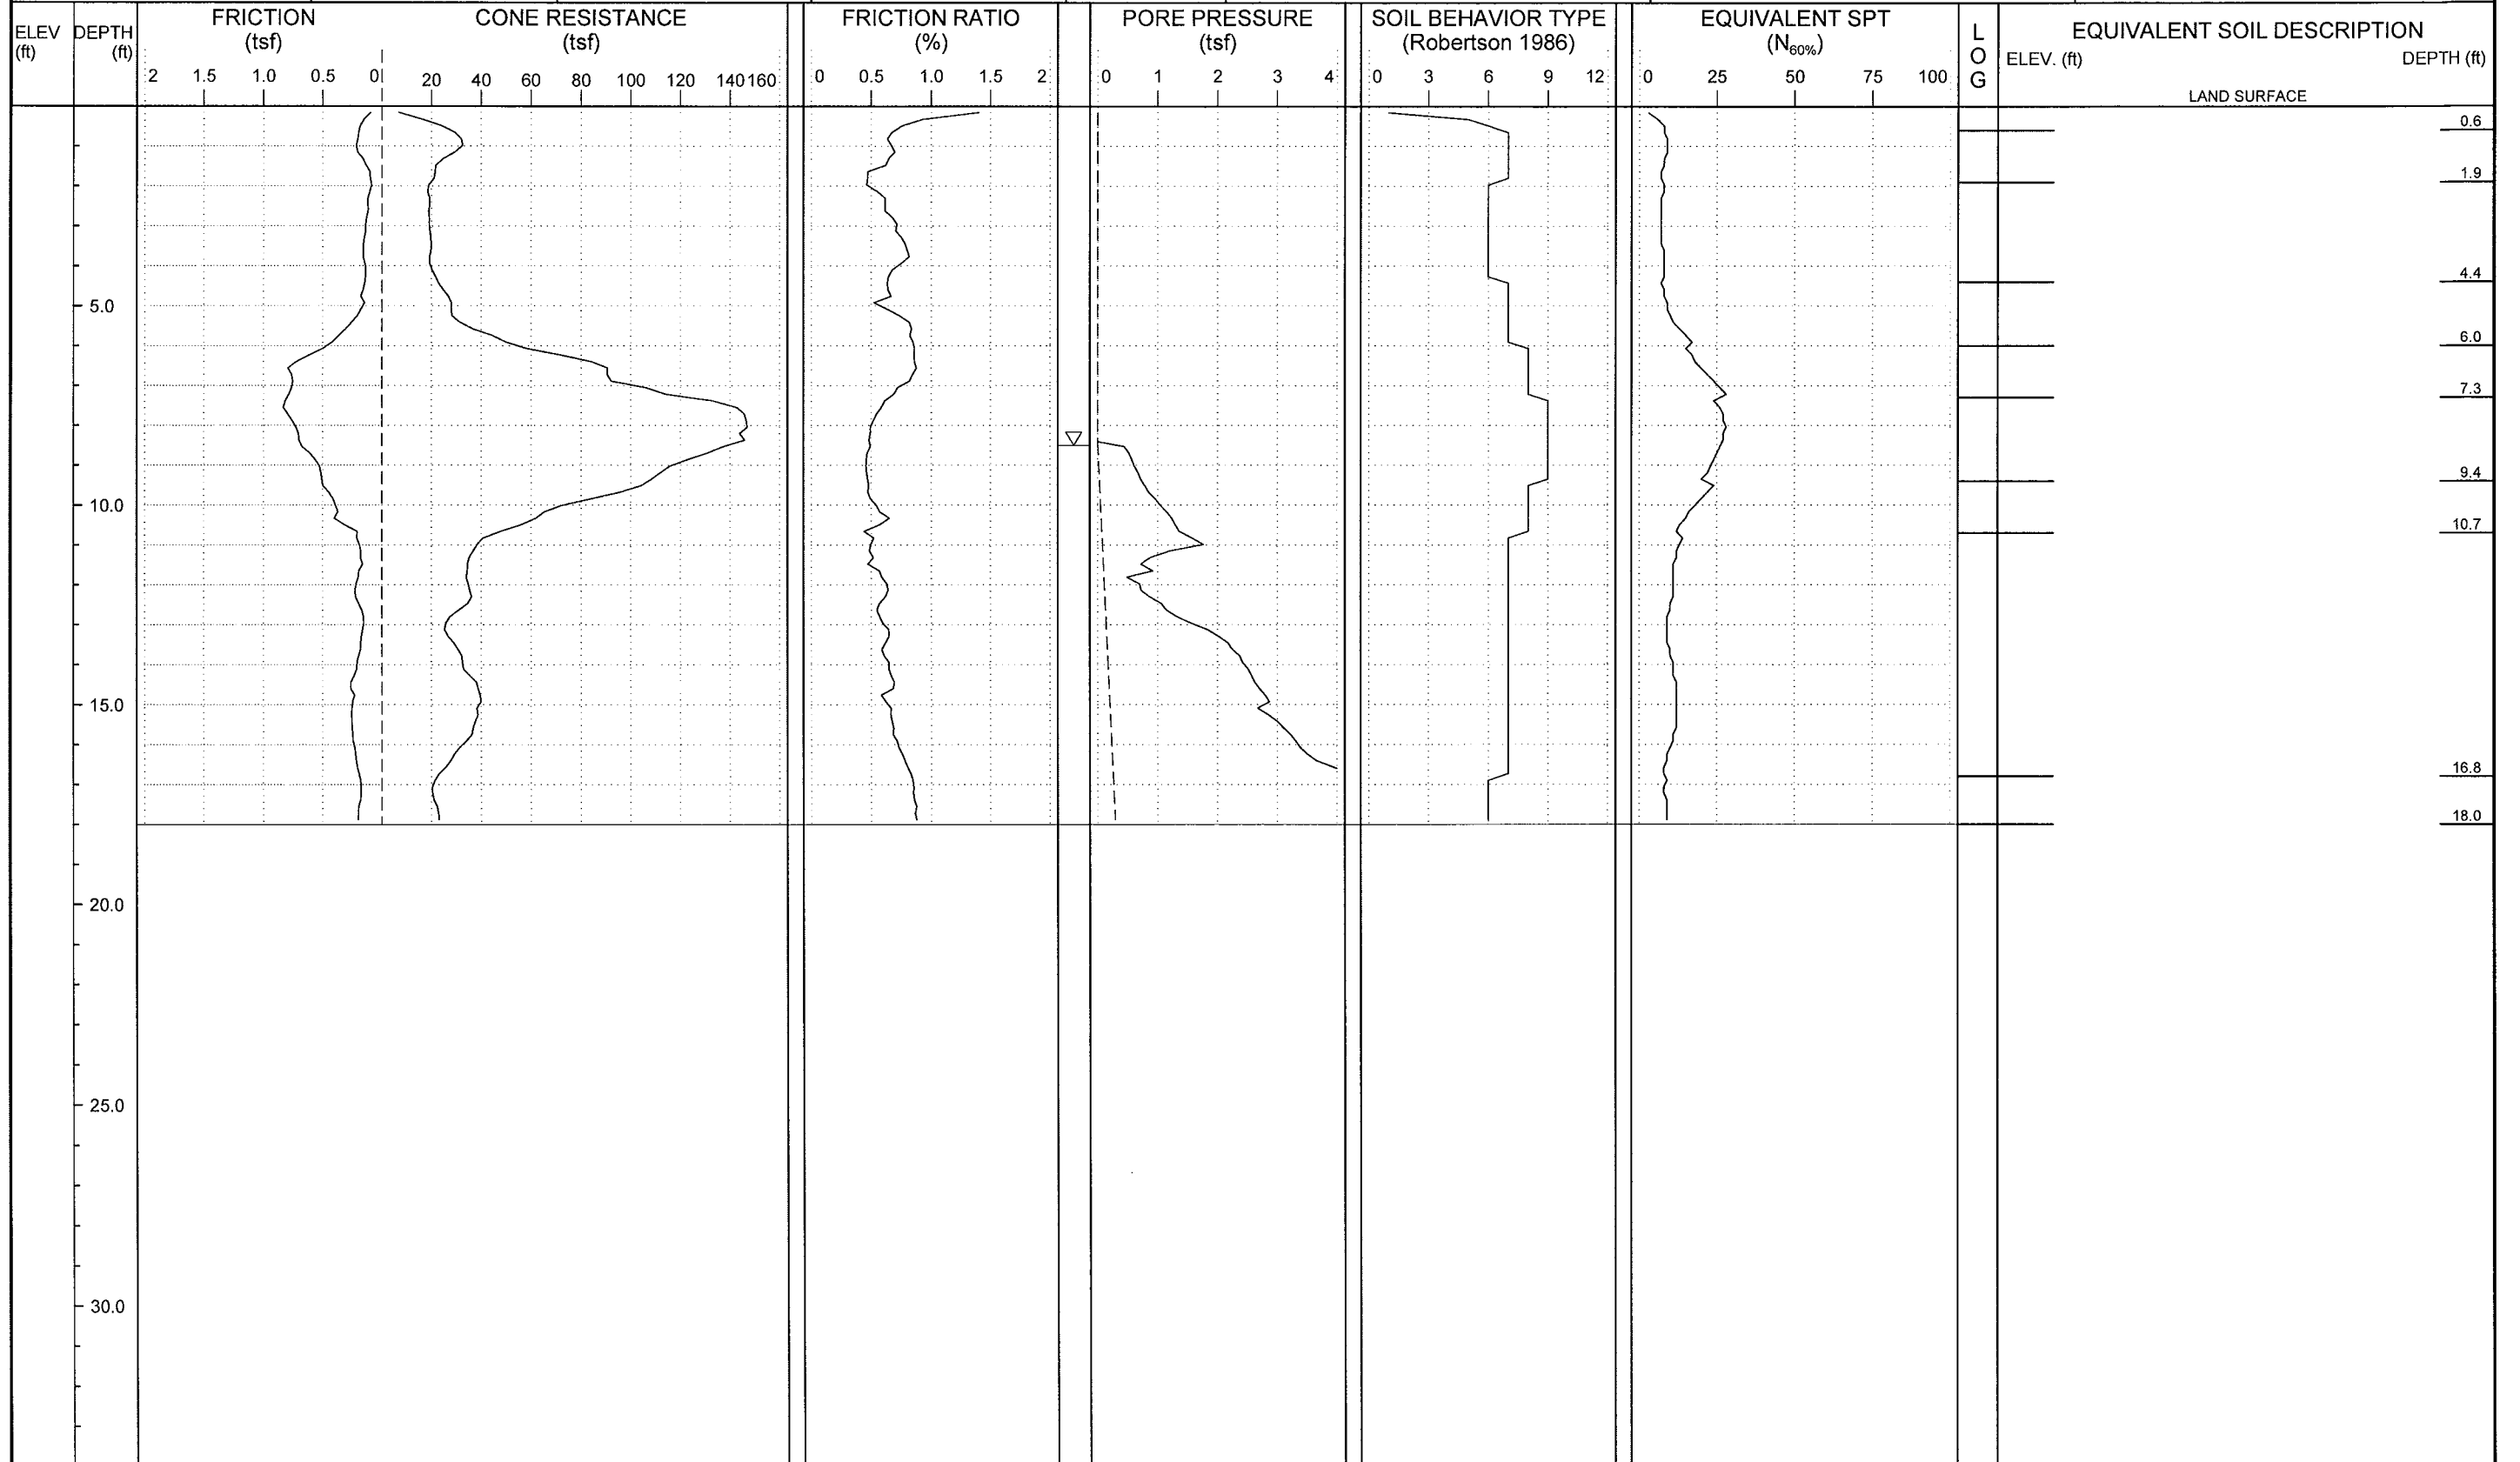 ELEV (ft)
DEPTH (ft)
FRICTION
(tsf)
2 1.5 1.0 0.5 0
CONE RESISTANCE
(tsf)
20 40 60 80 100 120 140 160
FRICTION RATIO
(%)
0 0.5 1.0 1.5 2
PORE PRESSURE
(tsf)
0 1 2 3 4
SOIL BEHAVIOR TYPE
(Robertson 1986)
0 3 6 9 12
EQUIVALENT SPT
(N60%)
0 25 50 75 100
L
O
G
EQUIVALENT SOIL DESCRIPTION
ELEV. (ft) DEPTH (ft)
LAND SURFACE
0.6
1.9
4.4
5.0
6.0
7.3
9.4
10.0
10.7
15.0
16.8
18.0
20.0
25.0
30.0